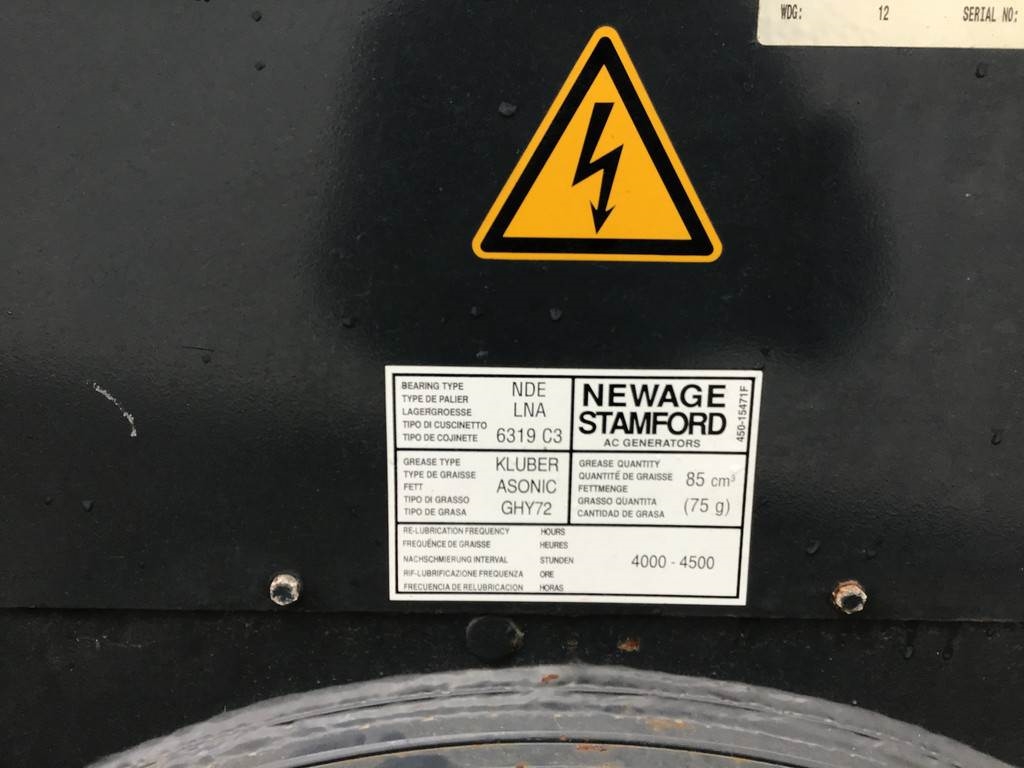 WDG: 12 SERIAL NO:
BEARING TYPE
TYPE DE PALIER
LAGERGROESSE
TIPO DI CUSCINETTO
TIPO DE COJINETE
NDE
LNA
6319 C3
NEWAGE
STAMFORD
AC GENERATORS
450-15471F
GREASE TYPE
TYPE DE GRAISSE
FETT
TIPO DI GRASSO
TIPO DE GRASA
KLUBER
ASONIC
GHY72
GREASE QUANTITY
QUANTITÉ DE GRAISSE
FETTMENGE
GRASSO QUANTITA
CANTIDAD DE GRASA
85 cm³
(75 g)
RE-LUBRICATION FREQUENCY HOURS
FREQUÉNCE DE GRAISSE HEURES
NACHSCHMIERUNG INTERVAL STUNDEN
RIF-LUBRIFICAZIONE FREQUENZA ORE
FRECUENCIA DE RELUBRICACION HORAS
4000 - 4500